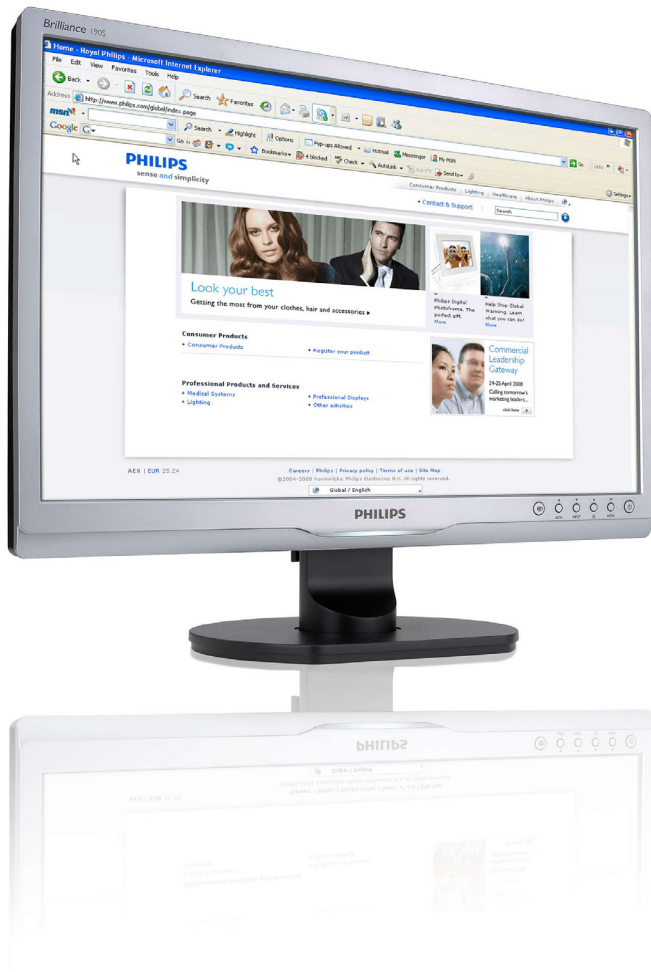 Brilliance 190S
Home - Royal Philips - Microsoft Internet Explorer
File Edit View Favorites Tools Help
Back Search Favorites
Address http://www.philips.com/global/index.page Go Links
msn Search Highlight Options Pop-ups Allowed Hotmail Messenger My MSN
Google G Go Bookmarks 4 blocked Check AutoLink AutoFill Send to Settings
PHILIPS
sense and simplicity
Consumer Products Lighting Healthcare About Philips
Contact & Support Search
Look your best
Getting the most from your clothes, hair and accessories
Philips Digital
Photoframe. The
perfect gift.
More
Help Stop Global
Warming. Learn
what you can do!
More
Consumer Products
Consumer Products
Register your product
Professional Products and Services
Medical Systems
Lighting
Professional Displays
Other activities
Commercial
Leadership
Gateway
24-25 April 2008
Calling tomorrow's
marketing leaders...
click here
AEX | EUR 25.24
Careers | Philips | Privacy policy | Terms of use | Site Map
©2004-2008 Koninklijke Philips Electronics N.V. All rights reserved.
Global / English
PHILIPS
AUTO INPUT MENU